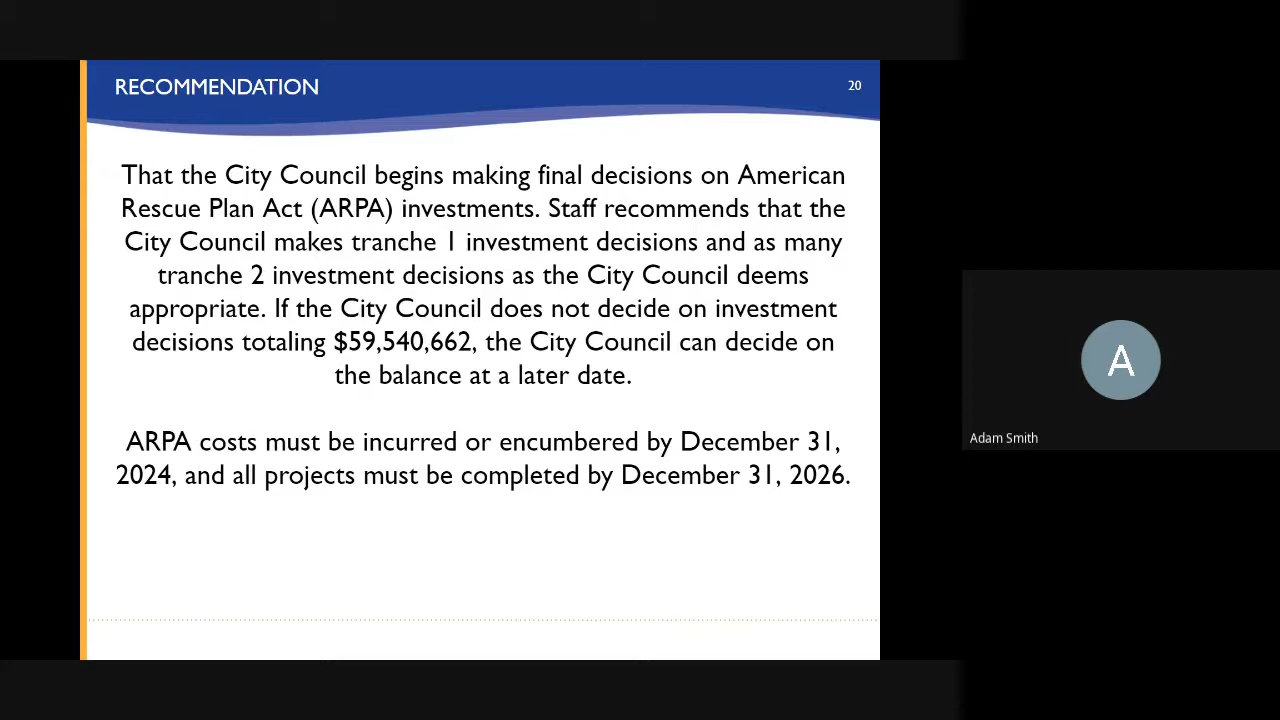 RECOMMENDATION
20
That the City Council begins making final decisions on American
Rescue Plan Act (ARPA) investments. Staff recommends that the
City Council makes tranche 1 investment decisions and as many
tranche 2 investment decisions as the City Council deems
appropriate. If the City Council does not decide on investment
decisions totaling $59,540,662, the City Council can decide on
the balance at a later date.
ARPA costs must be incurred or encumbered by December 31,
2024, and all projects must be completed by December 31, 2026.
A
Adam Smith